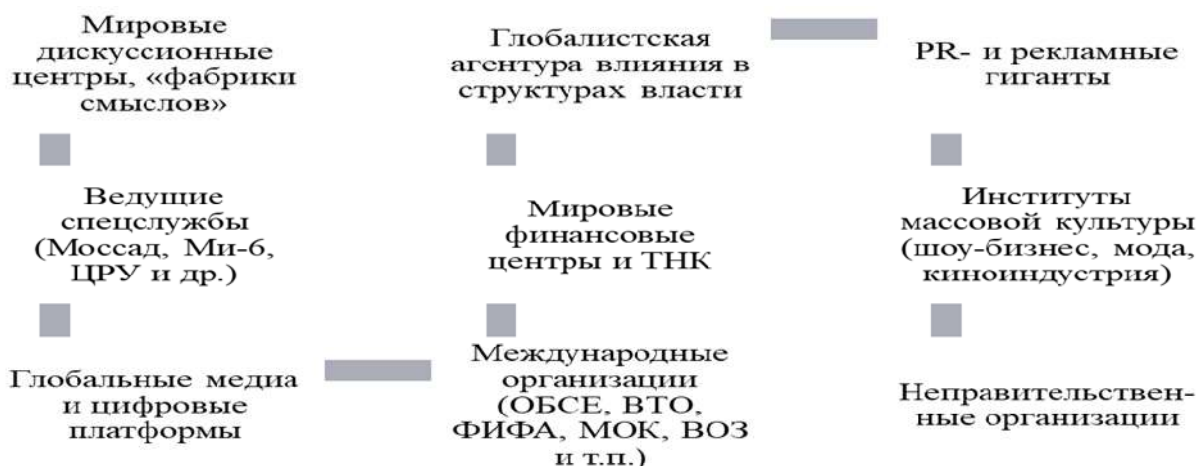 Мировые
дискуссионные
центры, «фабрики
смыслов»
Ведущие
спецслужбы
(Моссад, Ми-6,
ЦРУ и др.)
Глобальные медиа
и цифровые
платформы
Международные
организации
(ОБСЕ, ВТО,
ФИФА, МОК, ВОЗ
и т.п.)
Мировые
финансовые
центры и ТНК
Глобалистская
агентура влияния в
структурах власти
PR- и рекламные
гиганты
Институты
массовой культуры
(шоу-бизнес, мода,
киноиндустрия)
Неправительствен-
ные организации